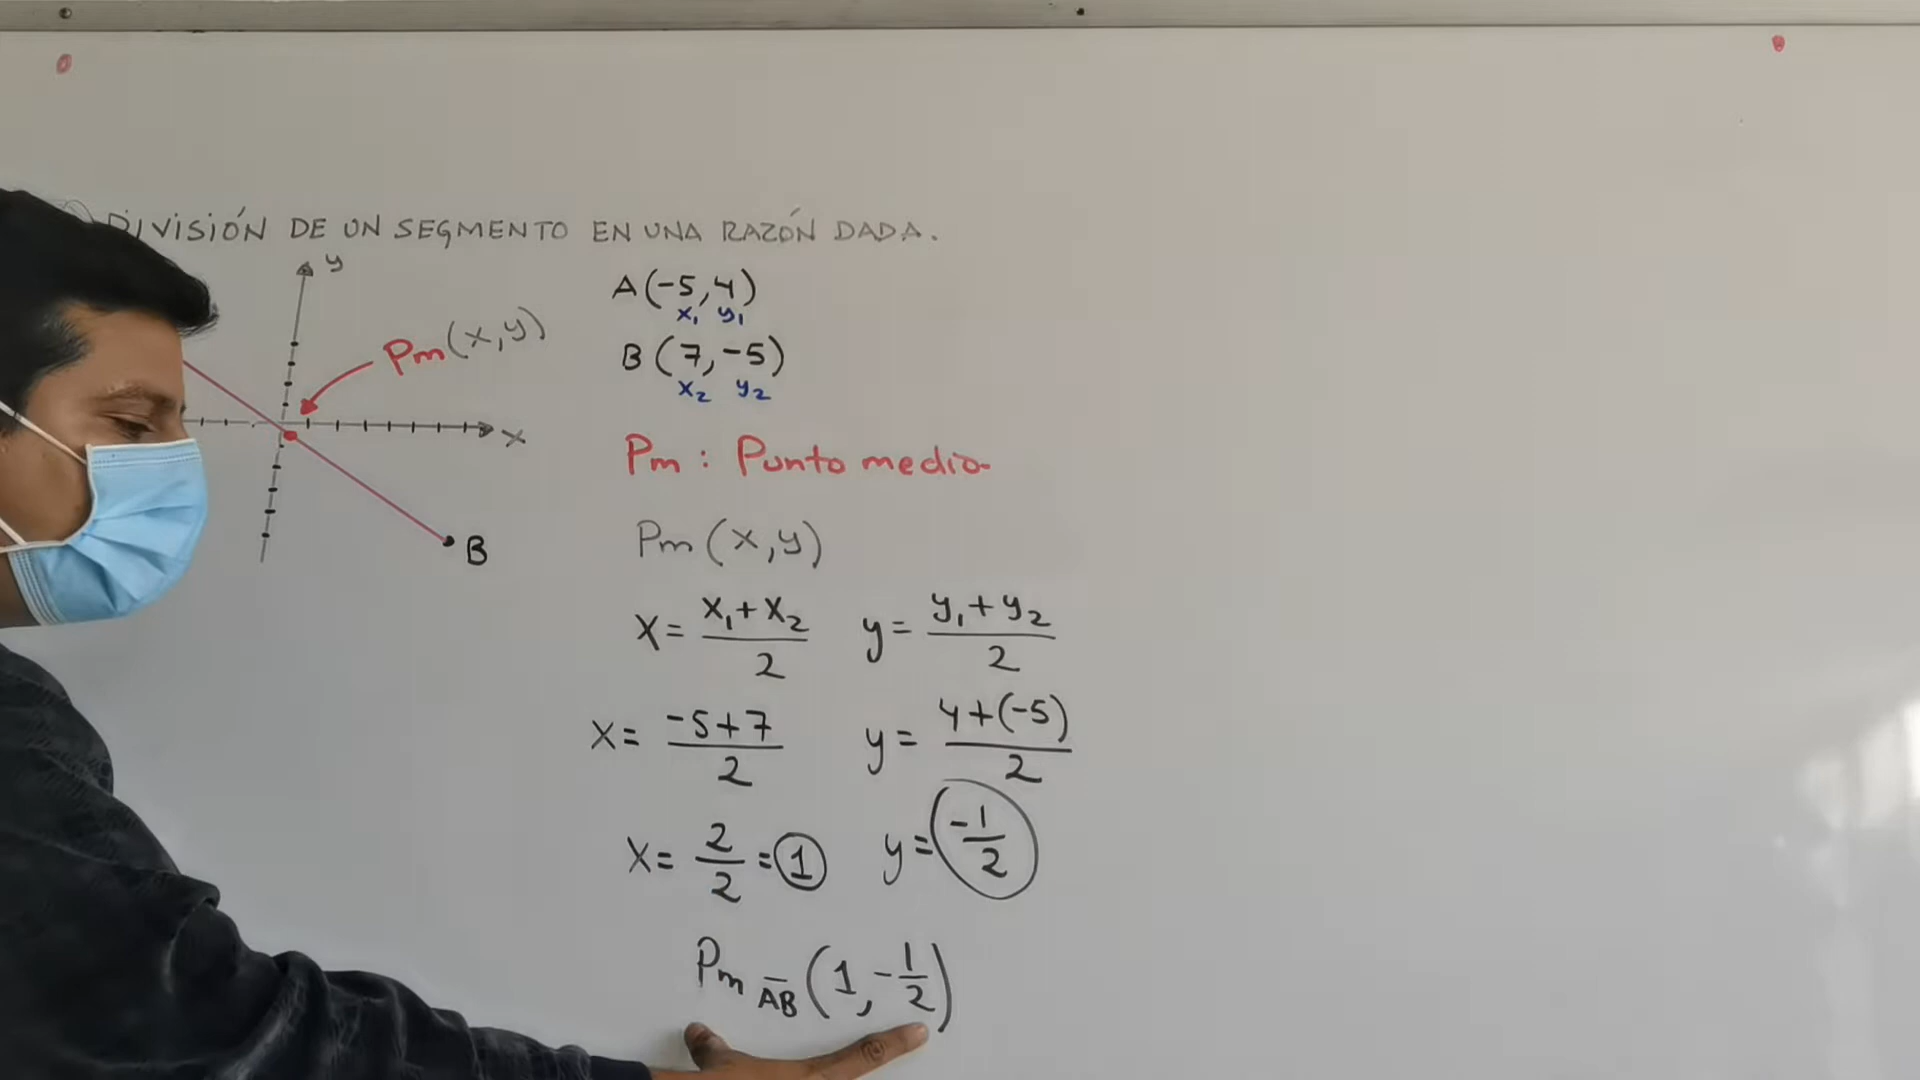 DIVISIÓN DE UN SEGMENTO EN UNA RAZÓN DADA.
y
Pm(x,y)
x
B
A(-5,4)
x₁ y₁
B(7,-5)
x₂ y₂
Pm: Punto medio-
Pm(x,y)
x = (x₁+x₂)/2 y = (y₁+y₂)/2
x = (-5+7)/2 y = (4+(-5))/2
x = 2/2 = 1 y = -1/2
Pm A̅B̅ (1, -1/2)